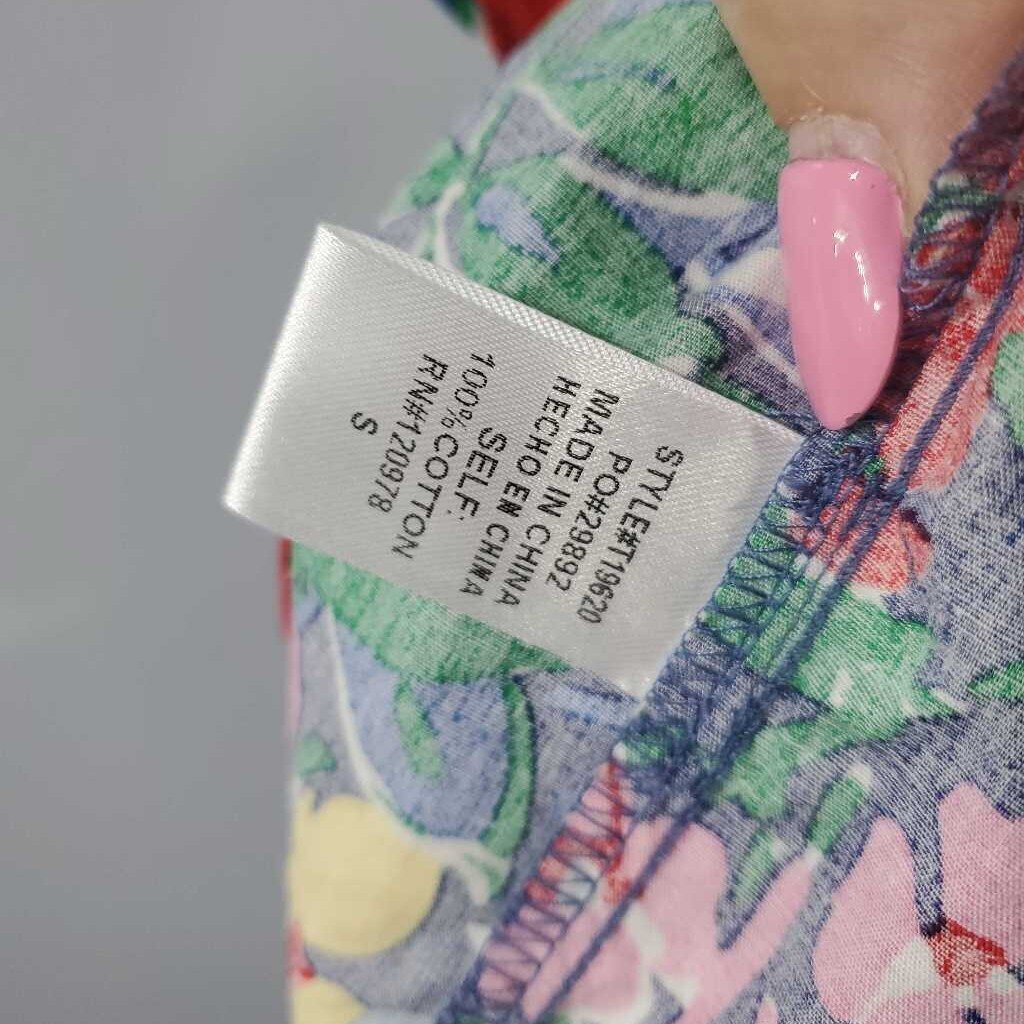 STYLE#T19620
PO#29892
MADE IN CHINA
HECHO EN CHINA
SELF:
100%COTTON
RN#120978
S